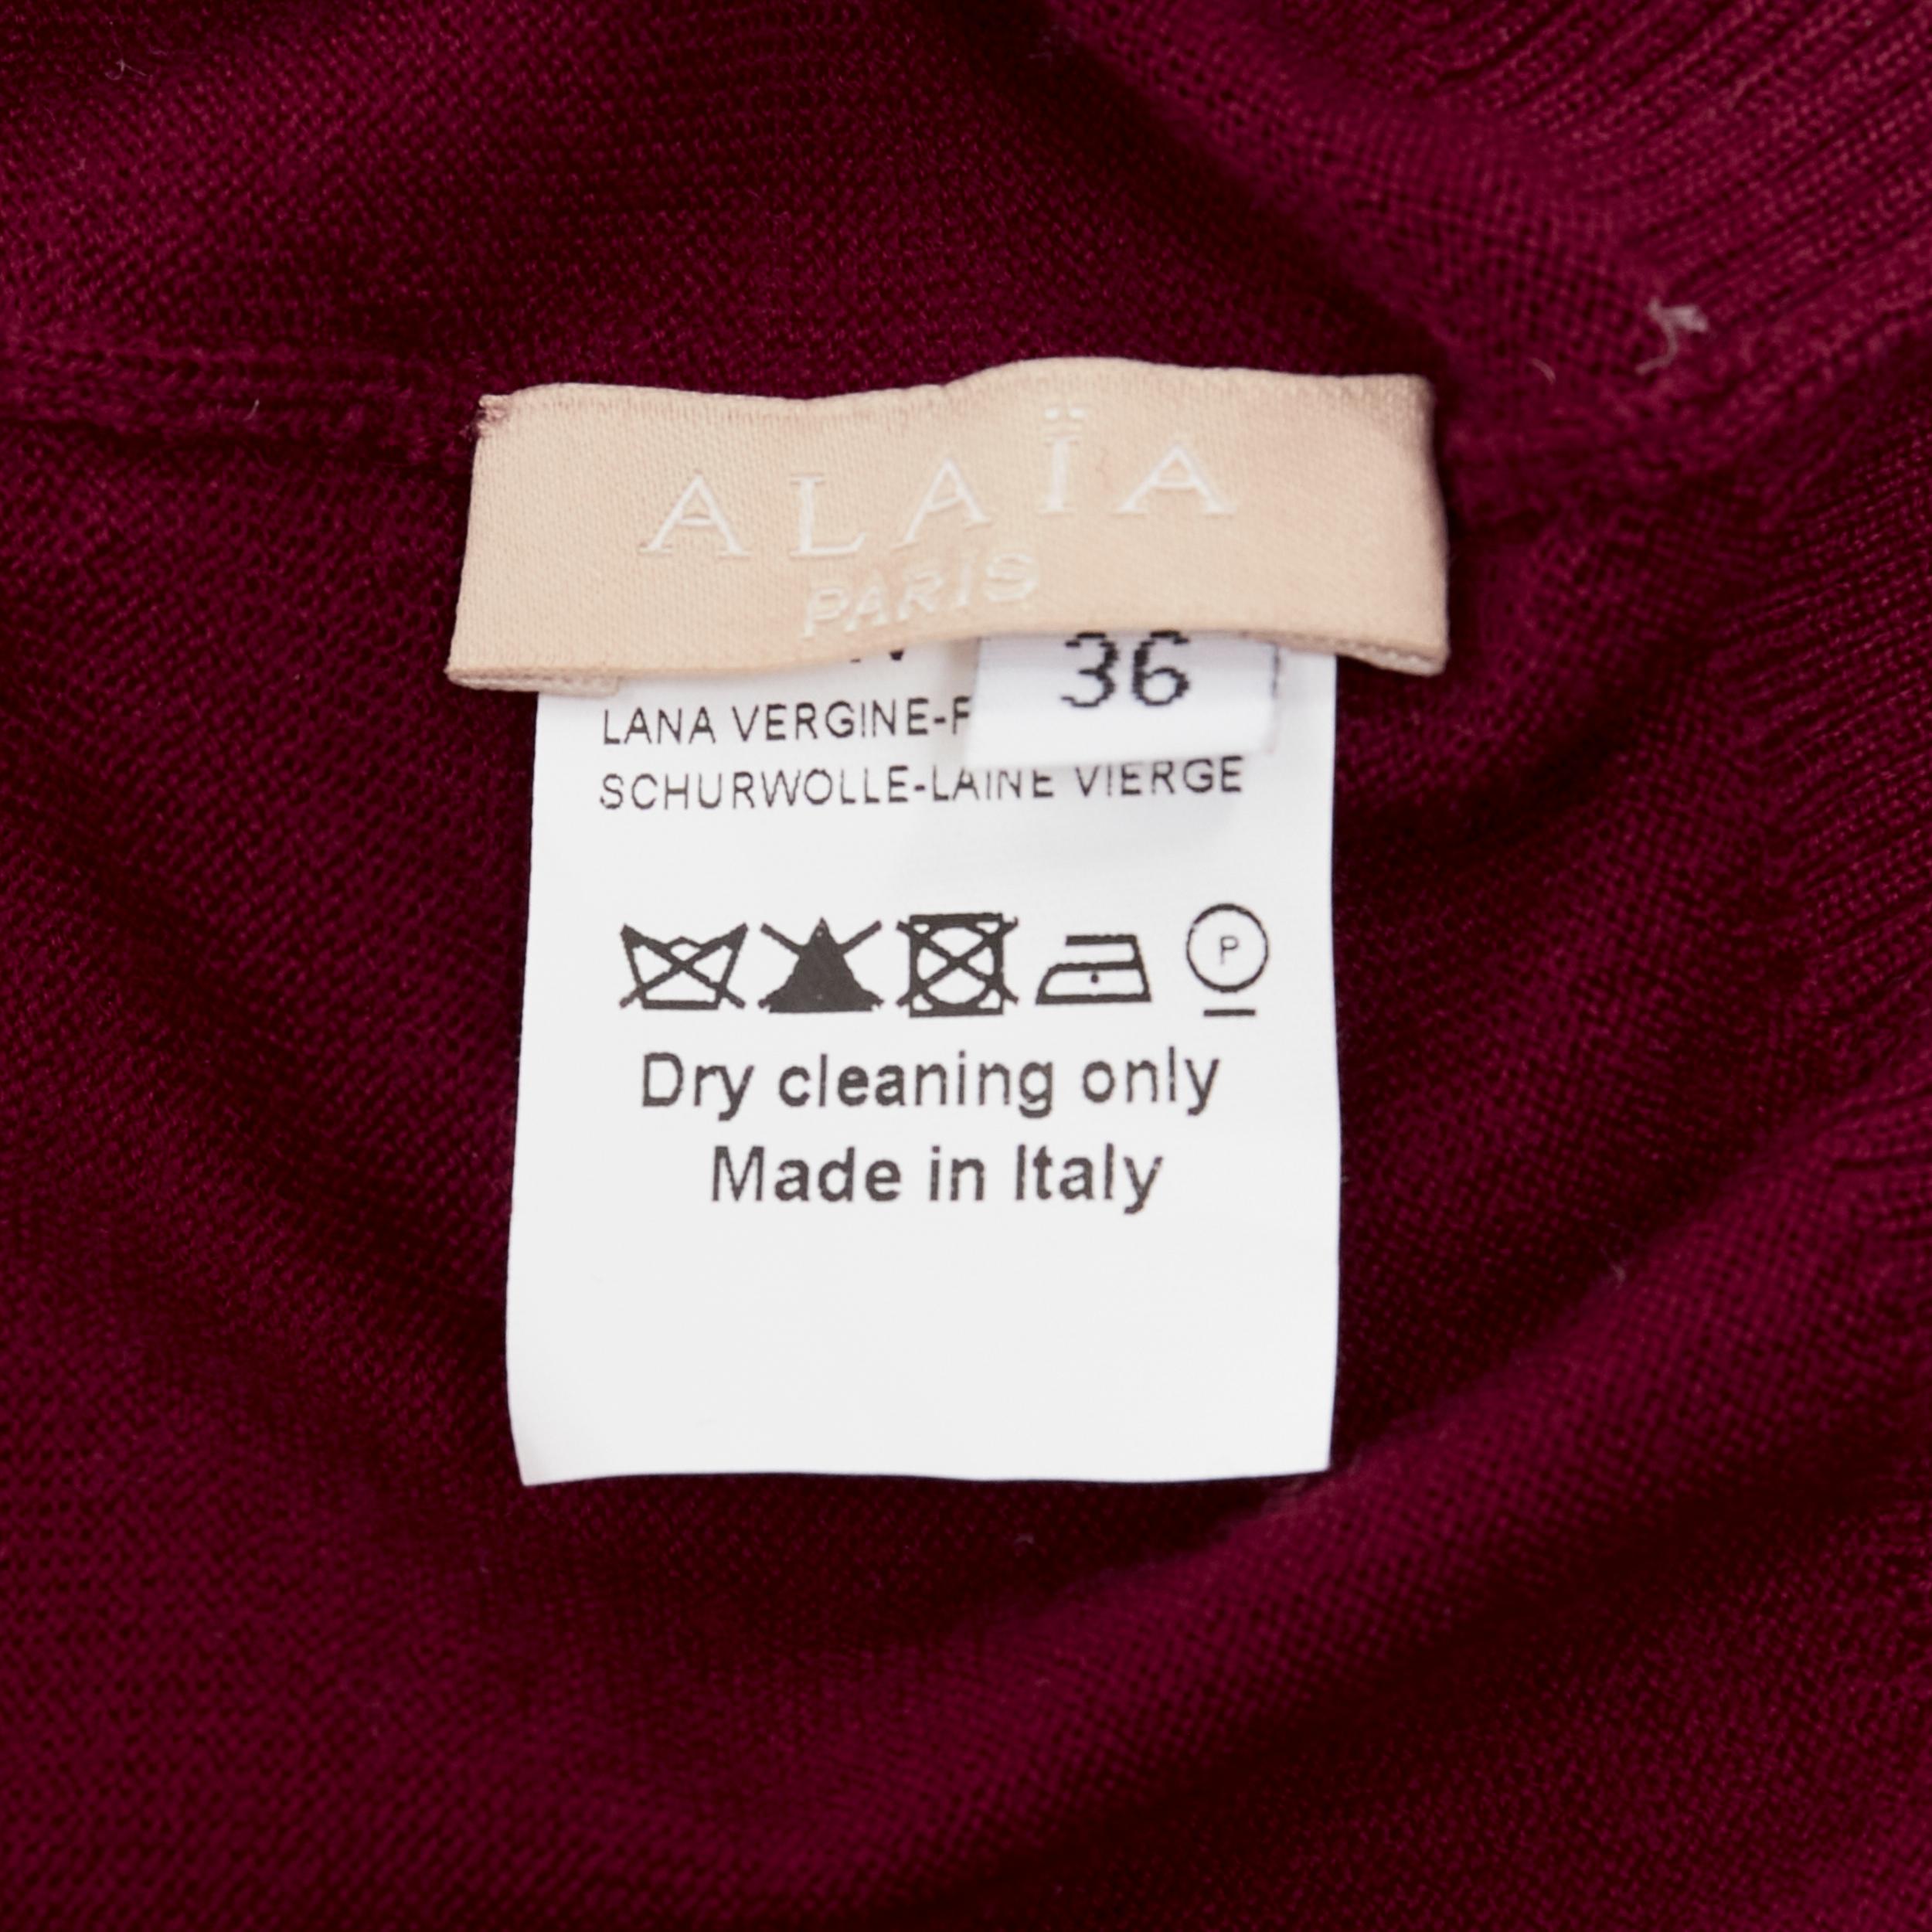 ALAÏA
PARIS
36
LANA VERGINE-F
SCHURWOLLE-LAINE VIERGE
P
Dry cleaning only
Made in Italy